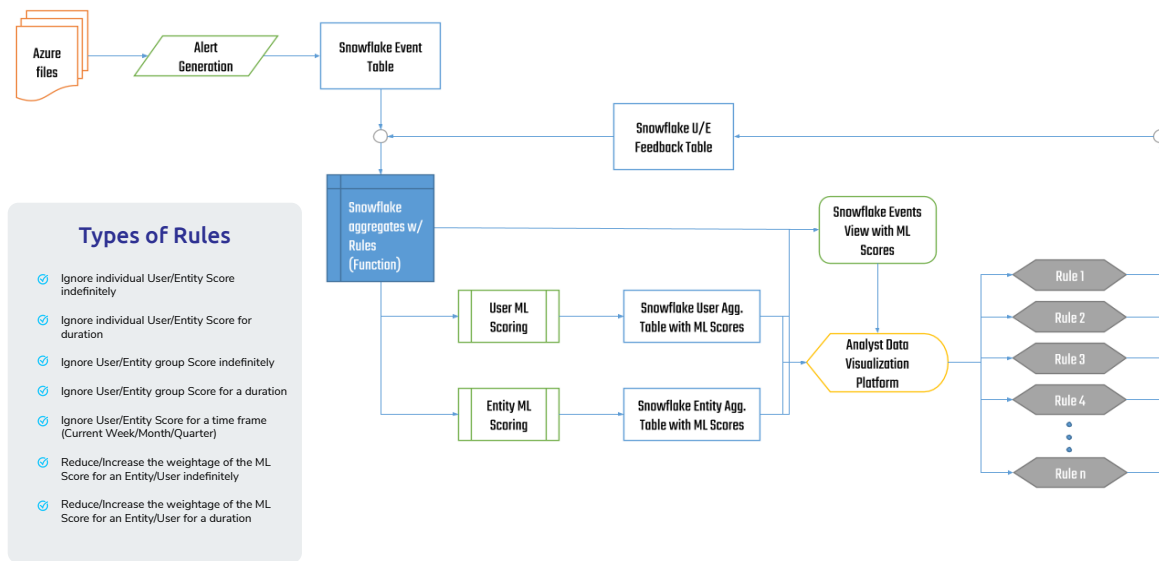 Azure
files
Alert
Generation
Snowflake Event
Table
Snowflake U/E
Feedback Table
Snowflake
aggregates w/
Rules
(Function)
Snowflake Events
View with ML
Scores
User ML
Scoring
Snowflake User Agg.
Table with ML Scores
Entity ML
Scoring
Snowflake Entity Agg.
Table with ML Scores
Analyst Data
Visualization
Platform
Rule 1
Rule 2
Rule 3
Rule 4
Rule n
Types of Rules
Ignore individual User/Entity Score
indefinitely
Ignore individual User/Entity Score for
duration
Ignore User/Entity group Score indefinitely
Ignore User/Entity group Score for a duration
Ignore User/Entity Score for a time frame
(Current Week/Month/Quarter)
Reduce/Increase the weightage of the ML
Score for an Entity/User indefinitely
Reduce/Increase the weightage of the ML
Score for an Entity/User for a duration